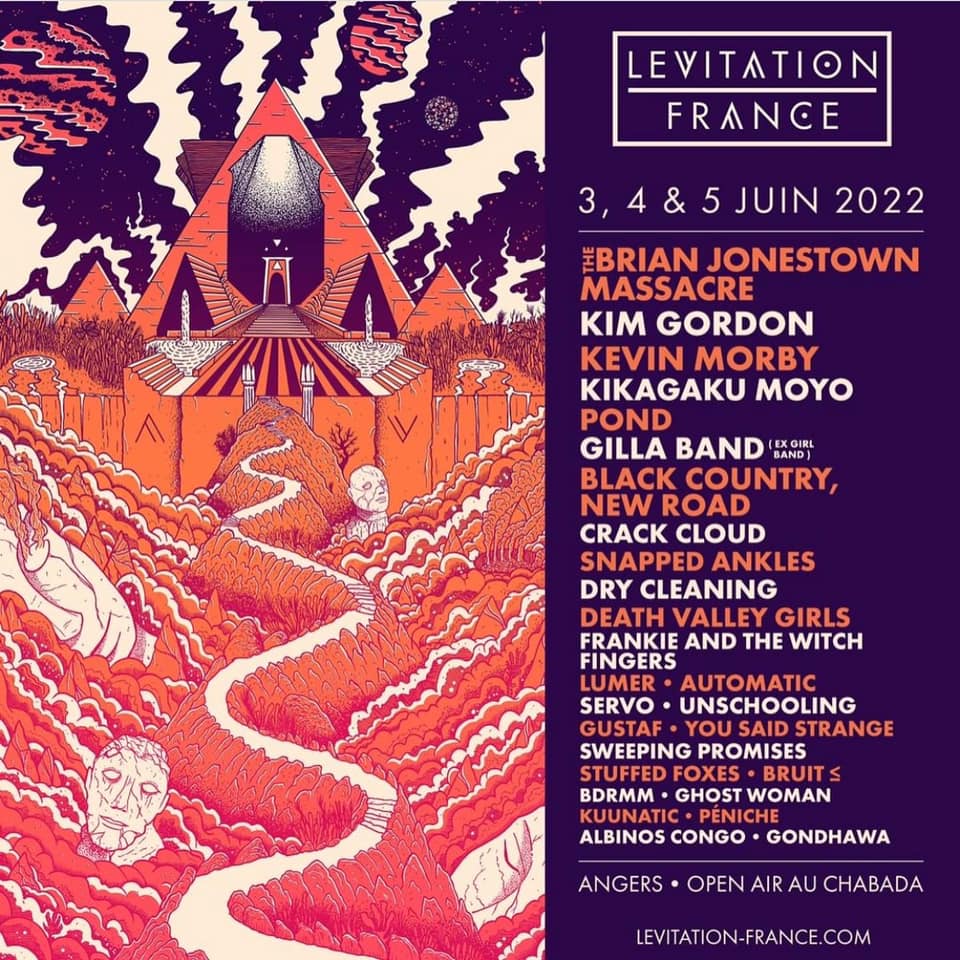 LEVITATION
FRANCE
3, 4 & 5 JUIN 2022
THE BRIAN JONESTOWN
MASSACRE
KIM GORDON
KEVIN MORBY
KIKAGAKU MOYO
POND
GILLA BAND ( EX GIRL
BAND )
BLACK COUNTRY,
NEW ROAD
CRACK CLOUD
SNAPPED ANKLES
DRY CLEANING
DEATH VALLEY GIRLS
FRANKIE AND THE WITCH
FINGERS
LUMER • AUTOMATIC
SERVO • UNSCHOOLING
GUSTAF • YOU SAID STRANGE
SWEEPING PROMISES
STUFFED FOXES • BRUIT ≤
BDRMM • GHOST WOMAN
KUUNATIC • PÉNICHE
ALBINOS CONGO • GONDHAWA
ANGERS • OPEN AIR AU CHABADA
LEVITATION-FRANCE.COM